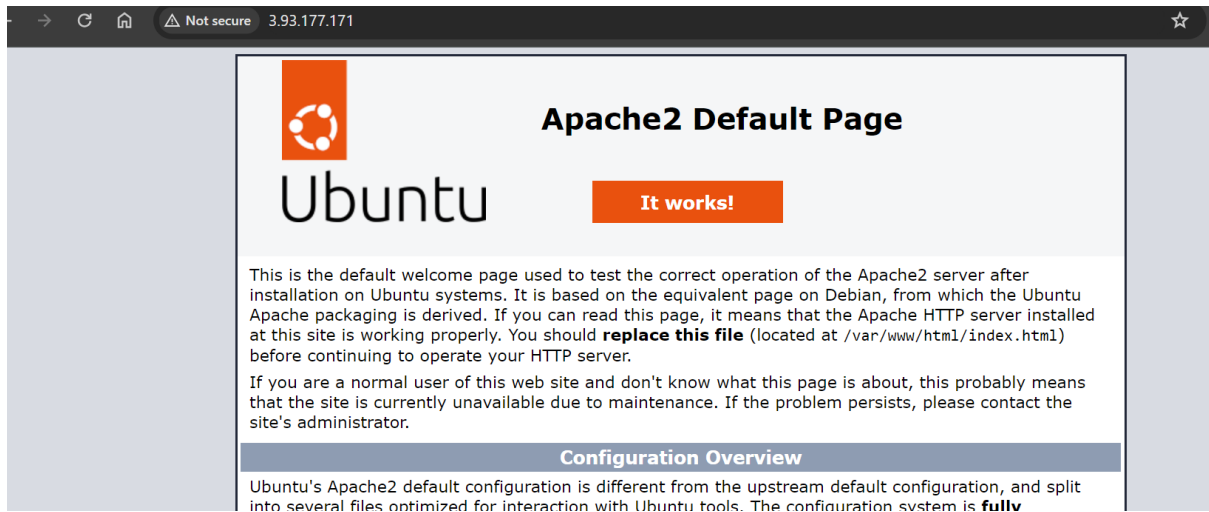 Not secure 3.93.177.171
Apache2 Default Page
Ubuntu
It works!
This is the default welcome page used to test the correct operation of the Apache2 server after
installation on Ubuntu systems. It is based on the equivalent page on Debian, from which the Ubuntu
Apache packaging is derived. If you can read this page, it means that the Apache HTTP server installed
at this site is working properly. You should replace this file (located at /var/www/html/index.html)
before continuing to operate your HTTP server.
If you are a normal user of this web site and don't know what this page is about, this probably means
that the site is currently unavailable due to maintenance. If the problem persists, please contact the
site's administrator.
Configuration Overview
Ubuntu's Apache2 default configuration is different from the upstream default configuration, and split
into several files optimized for interaction with Ubuntu tools. The configuration system is fully